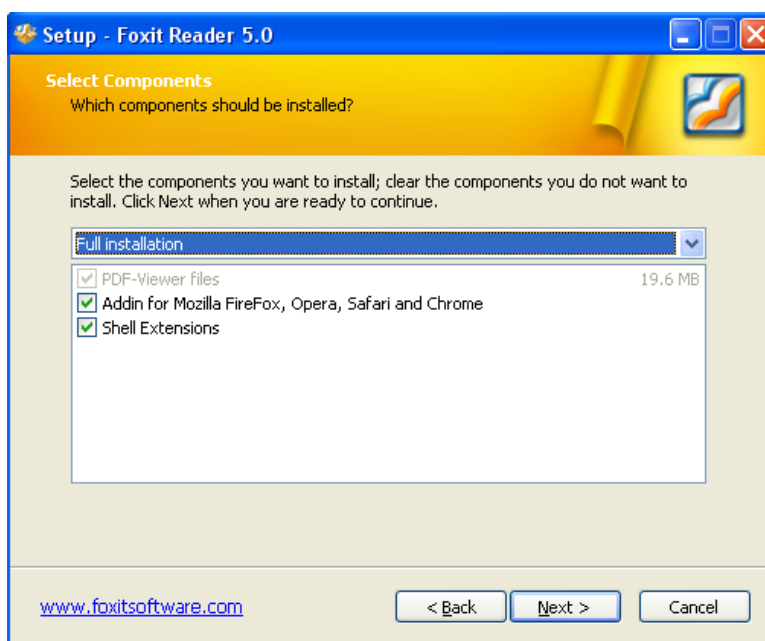 Setup - Foxit Reader 5.0
Select Components
Which components should be installed?
Select the components you want to install; clear the components you do not want to
install. Click Next when you are ready to continue.
Full installation
PDF-Viewer files 19.6 MB
Addin for Mozilla FireFox, Opera, Safari and Chrome
Shell Extensions
www.foxitsoftware.com < Back Next > Cancel